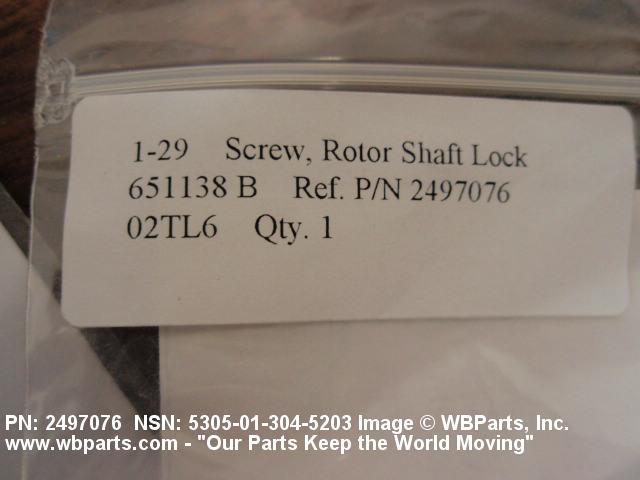 1-29 Screw, Rotor Shaft Lock
651138 B Ref. P/N 2497076
02TL6 Qty. 1
PN: 2497076 NSN: 5305-01-304-5203 Image © WBParts, Inc.
www.wbparts.com - "Our Parts Keep the World Moving"